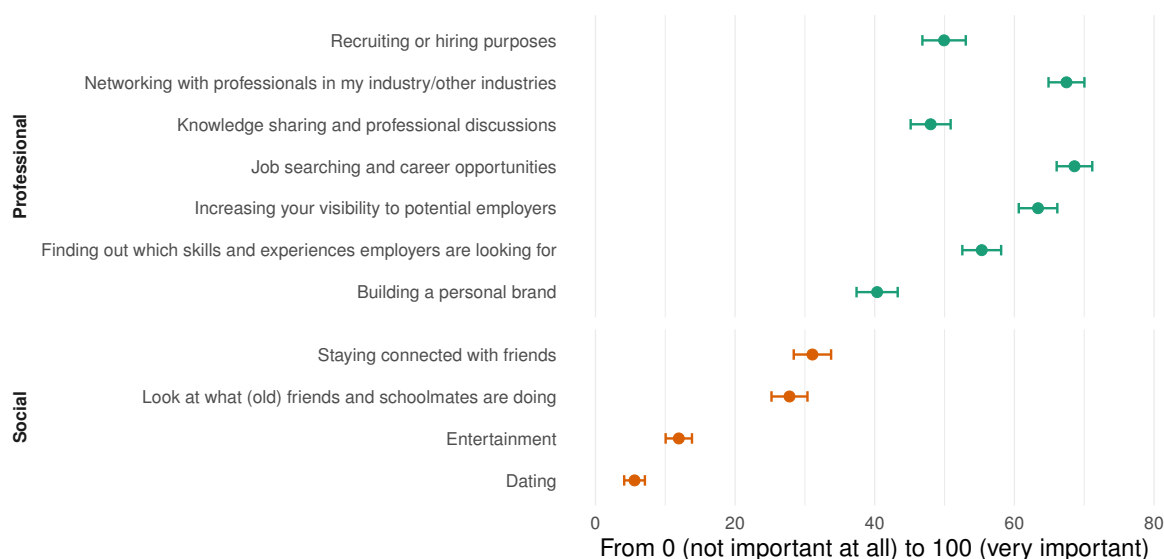 Professional
Recruiting or hiring purposes
Networking with professionals in my industry/other industries
Knowledge sharing and professional discussions
Job searching and career opportunities
Increasing your visibility to potential employers
Finding out which skills and experiences employers are looking for
Building a personal brand
Social
Staying connected with friends
Look at what (old) friends and schoolmates are doing
Entertainment
Dating
0 20 40 60 80
From 0 (not important at all) to 100 (very important)